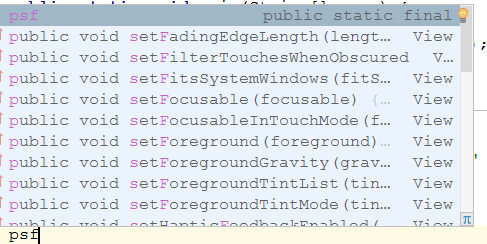 psf public static final
public void setFadingEdgeLength(lengt… View
public void setFilterTouchesWhenObscured V…
public void setFitsSystemWindows(fitS… View
public void setFocusable(focusable) {… View
public void setFocusableInTouchMode(f… View
public void setForeground(foreground)… View
public void setForegroundGravity(grav… View
public void setForegroundTintList(tin… View
public void setForegroundTintMode(tin… View
public void setHapticFeedbackEnabled(… View
psf